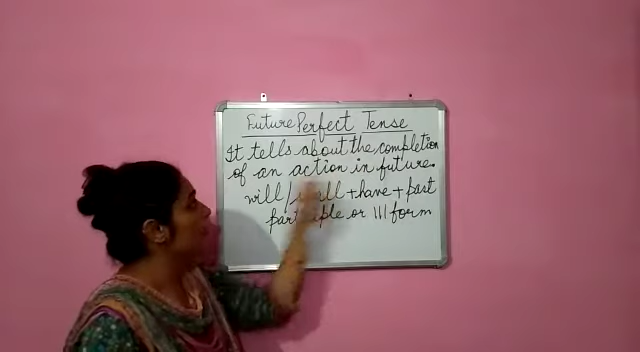 Future Perfect Tense
It tells about the completion
of an action in future.
will/shall + have + past
participle or III form